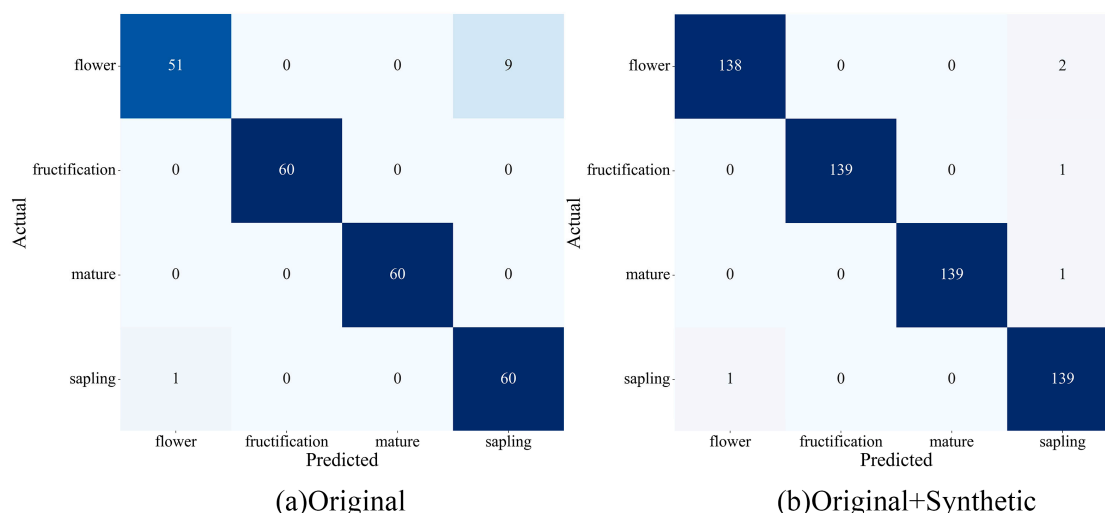 flower 51 0 0 9
fructification 0 60 0 0
mature 0 0 60 0
sapling 1 0 0 60
Actual
flower fructification mature sapling
Predicted
(a)Original
flower 138 0 0 2
fructification 0 139 0 1
mature 0 0 139 1
sapling 1 0 0 139
Actual
flower fructification mature sapling
Predicted
(b)Original+Synthetic